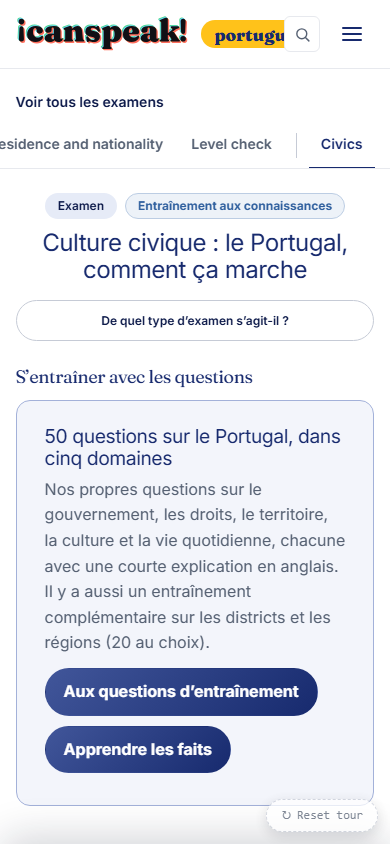 icanspeak!
Voir tous les examens
nationality
Level check
Civics
Examen
Entraînement aux connaissances
Culture civique : le Portugal,
comment ça marche
De quel type d'examen s'agit-il ?
S'entraîner avec les questions
50 questions sur le Portugal, dans
cinq domaines
Nos propres questions sur le
gouvernement, les droits, le territoire,
la culture et la vie quotidienne, chacune
avec une courte explication en anglais.
Il y a aussi un entraînement
complémentaire sur les districts et les
régions (20 au choix).
Aux questions d'entraînement
Apprendre les faits
↻ Reset tour